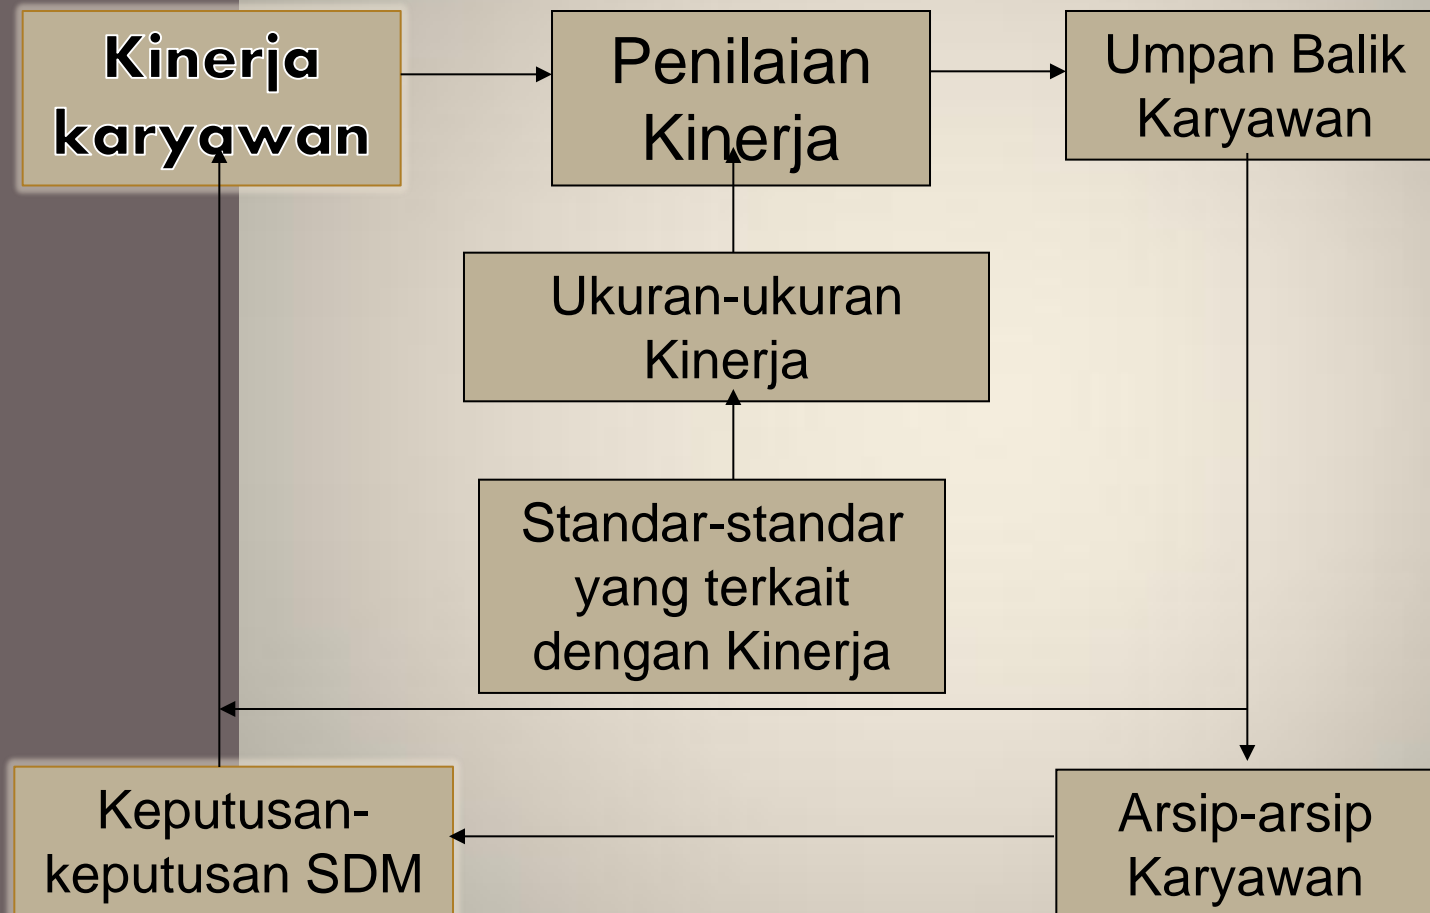 Kinerja
karyawan
Penilaian
Kinerja
Umpan Balik
Karyawan
Ukuran-ukuran
Kinerja
Standar-standar
yang terkait
dengan Kinerja
Keputusan-
keputusan SDM
Arsip-arsip
Karyawan